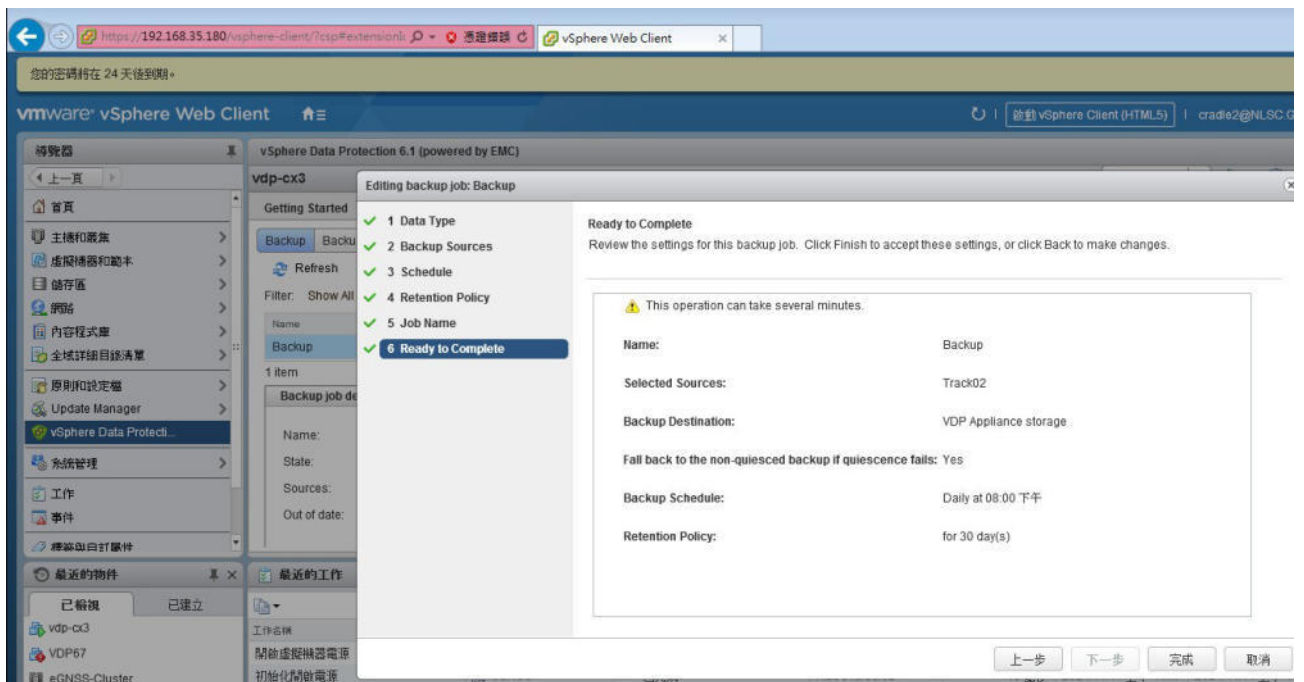 https://192.168.35.180/vsphere-client/?csp#extensionI:
憑證錯誤
vSphere Web Client
您的密碼將在 24 天後到期。
vmware® vSphere Web Client
啟動 vSphere Client (HTML5)
cradle2@NLSC.G
導覽器
vSphere Data Protection 6.1 (powered by EMC)
上一頁
vdp-cx3
Editing backup job: Backup
首頁
主機和叢集
虛擬機器和範本
儲存區
網路
內容程式庫
全域詳細目錄清單
原則和設定檔
Update Manager
vSphere Data Protecti...
系統管理
工作
事件
標籤與自訂屬性
Getting Started
Backup
Backu
Refresh
Filter: Show All
Name
Backup
1 item
Backup job de
Name:
State:
Sources:
Out of date:
1 Data Type
2 Backup Sources
3 Schedule
4 Retention Policy
5 Job Name
6 Ready to Complete
Ready to Complete
Review the settings for this backup job. Click Finish to accept these settings, or click Back to make changes.
This operation can take several minutes.
Name: Backup
Selected Sources: Track02
Backup Destination: VDP Appliance storage
Fall back to the non-quiesced backup if quiescence fails: Yes
Backup Schedule: Daily at 08:00 下午
Retention Policy: for 30 day(s)
上一步
下一步
完成
取消
最近的物件
已檢視
已建立
vdp-cx3
VDP67
eGNSS-Cluster
最近的工作
工作名稱
開啟虛擬機器電源
初始化開啟電源